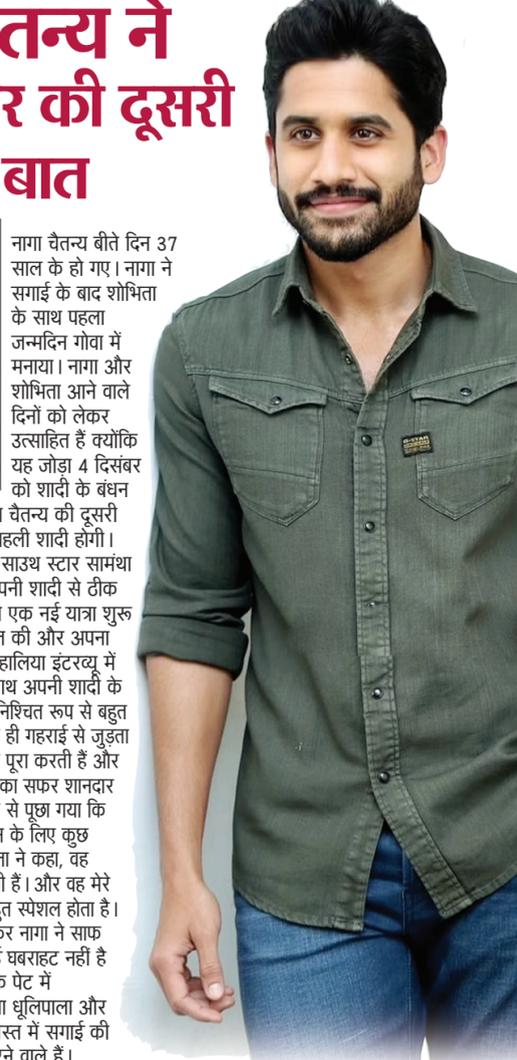 तन्य ने
र की दूसरी
बात
नागा चैतन्य बीते दिन 37
साल के हो गए। नागा ने
सगाई के बाद शोभिता
के साथ पहला
जन्मदिन गोवा में
मनाया। नागा और
शोभिता आने वाले
दिनों को लेकर
उत्साहित हैं क्योंकि
यह जोड़ा 4 दिसंबर
को शादी के बंधन
चैतन्य की दूसरी
हली शादी होगी।
साउथ स्टार सामंथा
पनी शादी से ठीक
एक नई यात्रा शुरू
की और अपना
हालिया इंटरव्यू में
ाथ अपनी शादी के
निश्चित रूप से बहुत
ही गहराई से जुड़ता
पूरा करती हैं और
का सफर शानदार
से पूछा गया कि
के लिए कुछ
ता ने कहा, वह
हैं। और वह मेरे
ुत स्पेशल होता है।
कर नागा ने साफ
घबराहट नहीं है
पेट में
ा धूलिपाला और
स्त में सगाई की
ने वाले हैं।
G-STAR